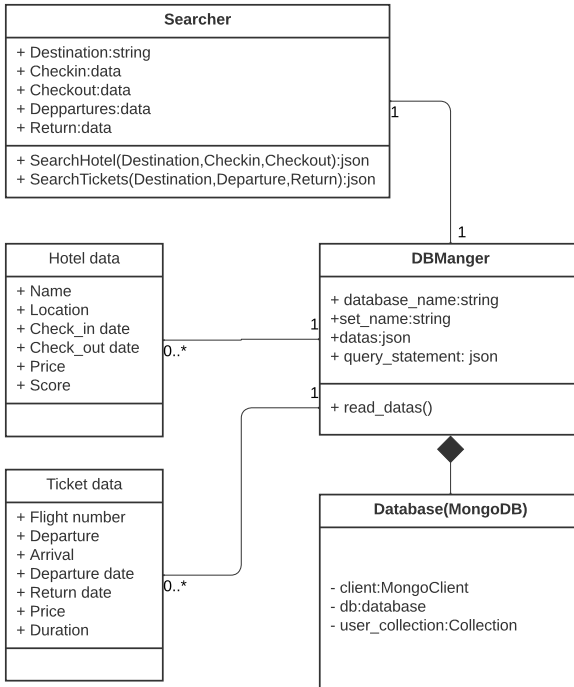 Searcher
+ Destination:string
+ Checkin:data
+ Checkout:data
+ Deppartures:data
+ Return:data
+ SearchHotel(Destination,Checkin,Checkout):json
+ SearchTickets(Destination,Departure,Return):json
1
1
Hotel data
+ Name
+ Location
+ Check_in date
+ Check_out date
+ Price
+ Score
0..*
1
DBManger
+ database_name:string
+set_name:string
+datas:json
+ query_statement: json
+ read_datas()
1
Ticket data
+ Flight number
+ Departure
+ Arrival
+ Departure date
+ Return date
+ Price
+ Duration
0..*
Database(MongoDB)
- client:MongoClient
- db:database
- user_collection:Collection